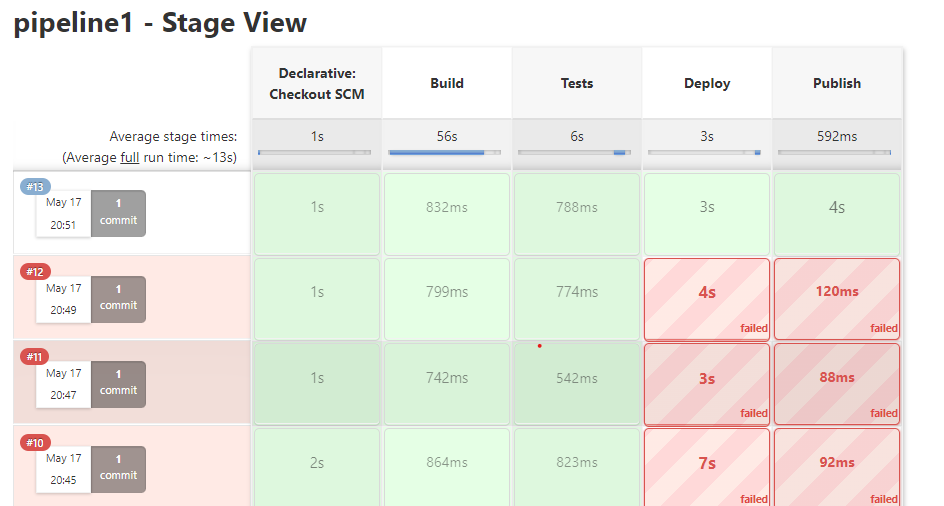 pipeline1 - Stage View
Declarative:
Checkout SCM
Build
Tests
Deploy
Publish
Average stage times:
(Average full run time: ~13s)
1s
56s
6s
3s
592ms
#13
May 17
20:51
1
commit
1s
832ms
788ms
3s
4s
#12
May 17
20:49
1
commit
1s
799ms
774ms
4s
failed
120ms
failed
#11
May 17
20:47
1
commit
1s
742ms
542ms
3s
failed
88ms
failed
#10
May 17
20:45
1
commit
2s
864ms
823ms
7s
failed
92ms
failed